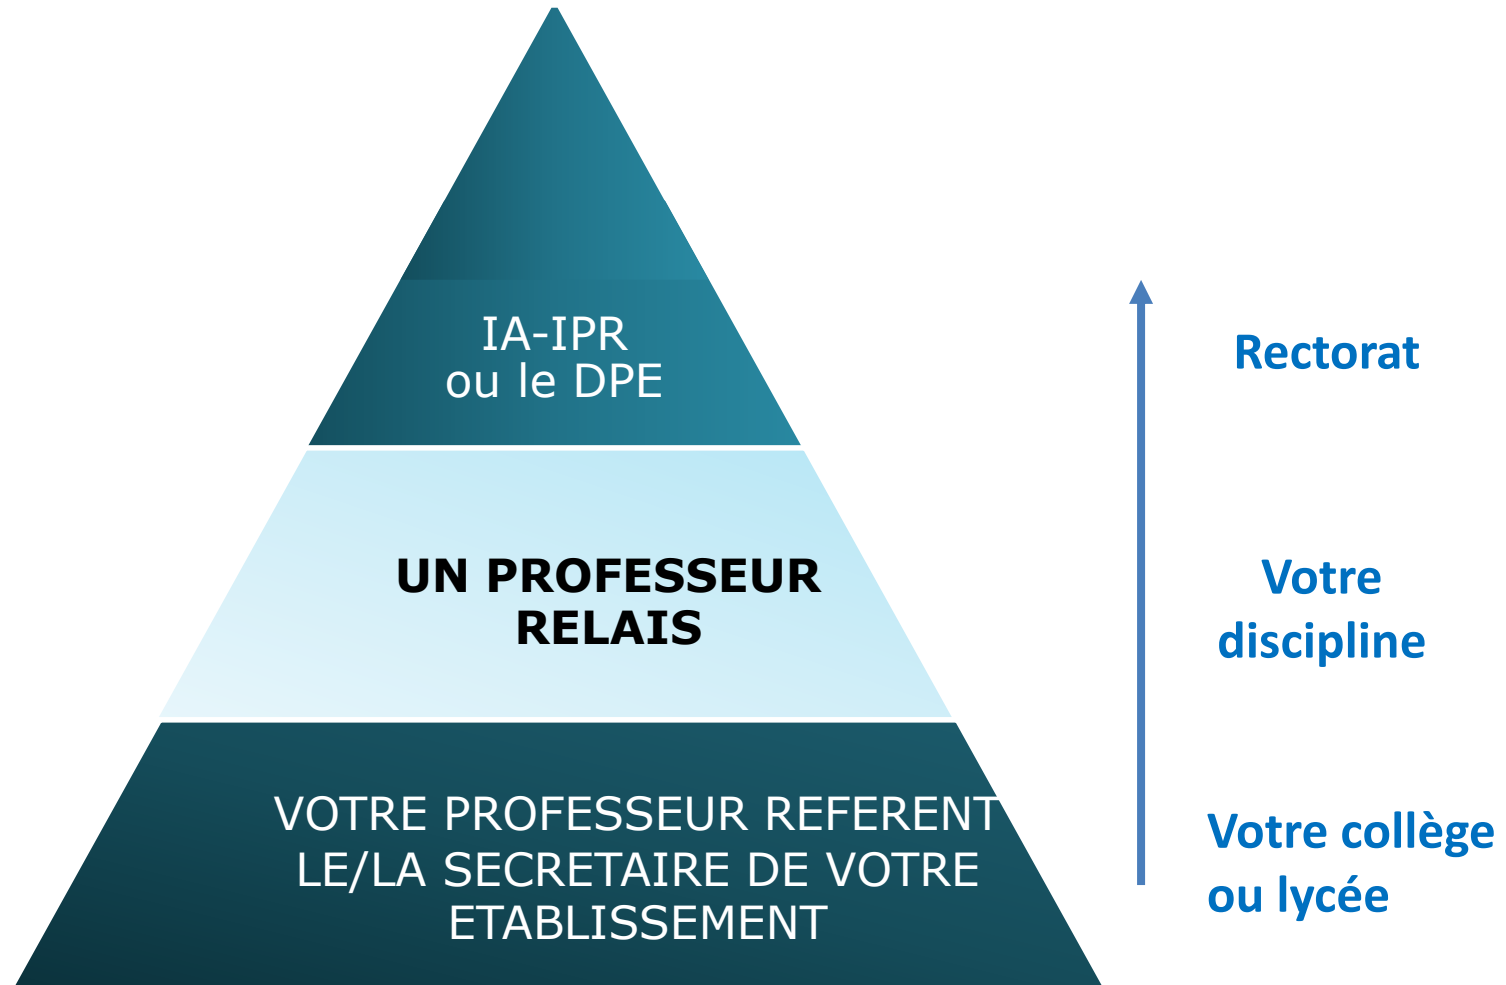 IA-IPR
ou le DPE
Rectorat
UN PROFESSEUR
RELAIS
Votre
discipline
VOTRE PROFESSEUR REFERENT
LE/LA SECRETAIRE DE VOTRE
ETABLISSEMENT
Votre collège
ou lycée